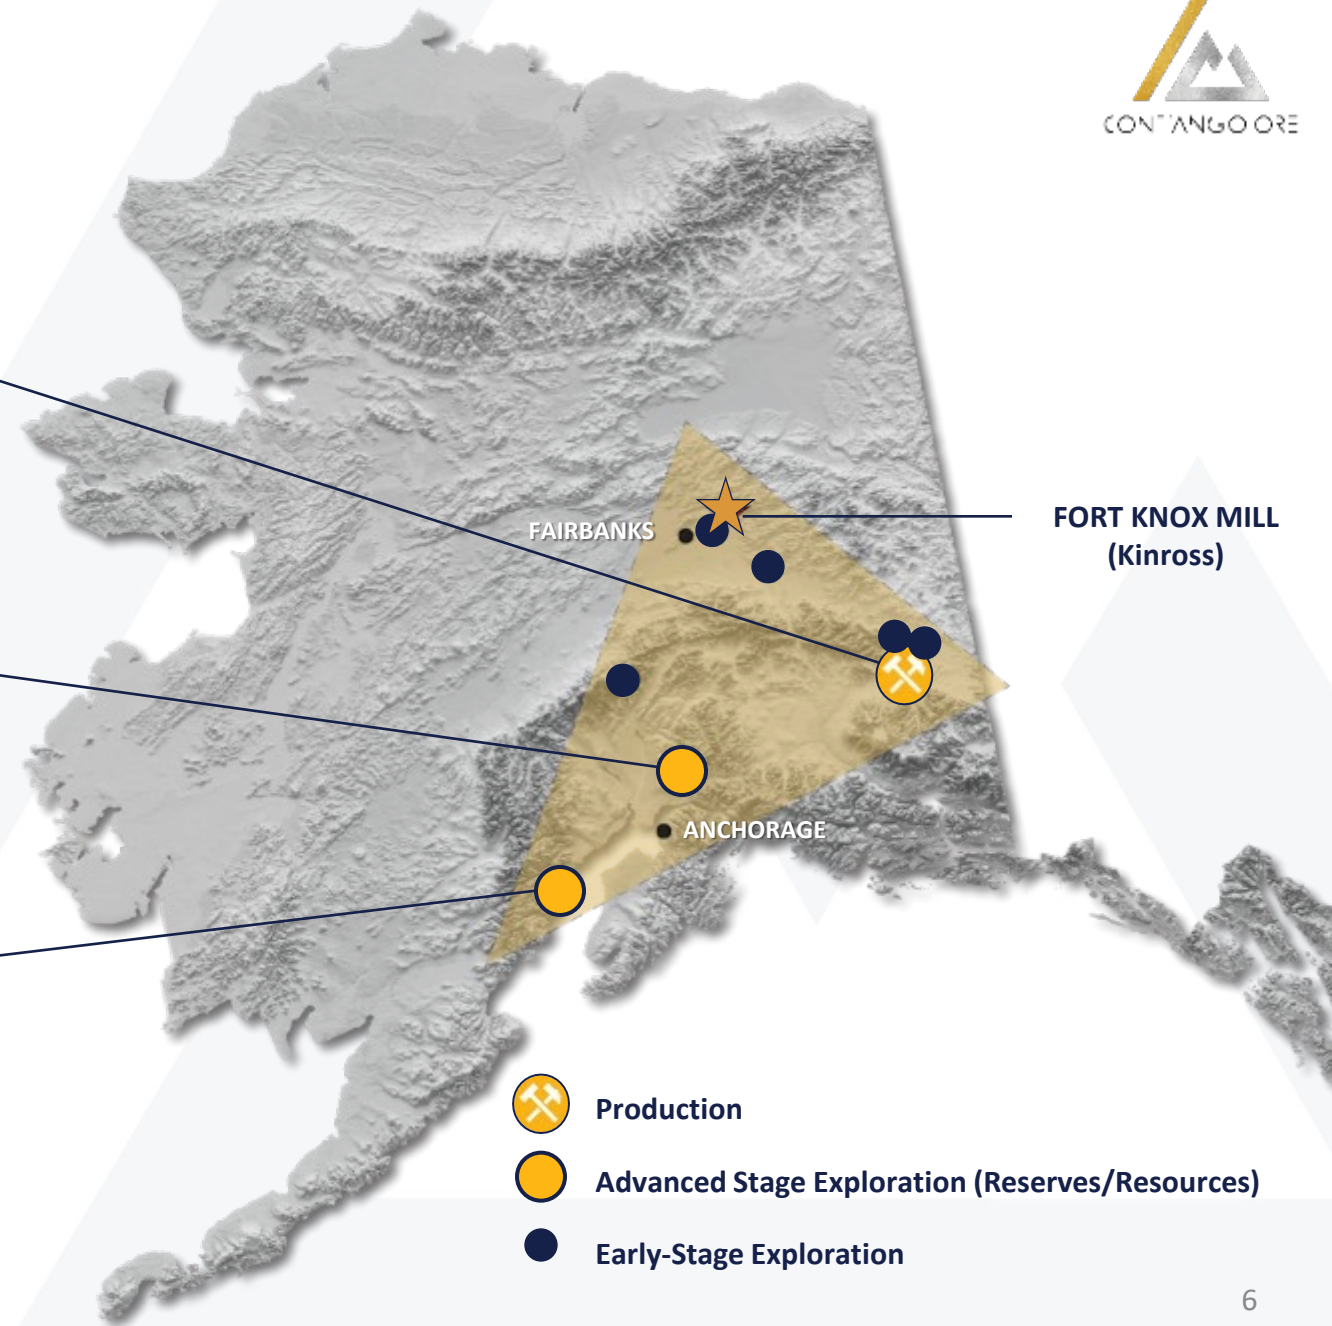 CONTANGO ORE
FAIRBANKS
FORT KNOX MILL
(Kinross)
ANCHORAGE
Production
Advanced Stage Exploration (Reserves/Resources)
Early-Stage Exploration
6